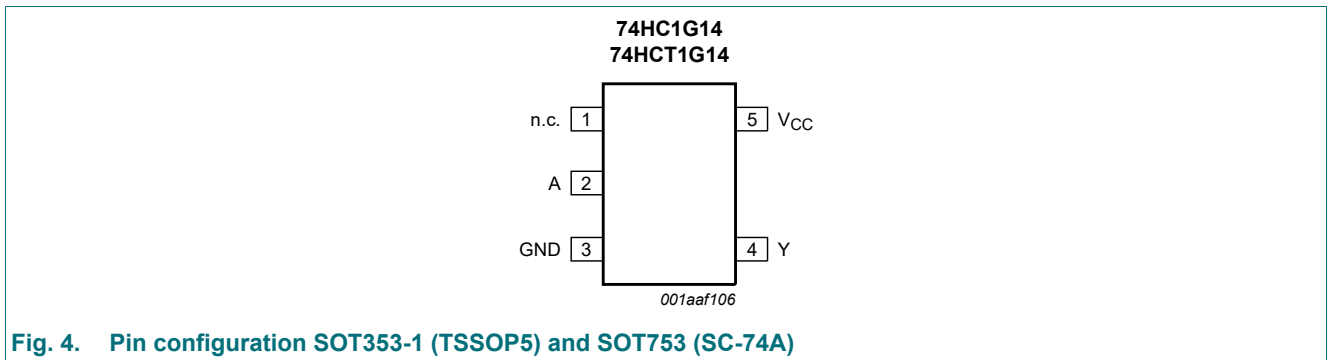 74HC1G14
74HCT1G14
n.c. 1
5 VCC
A 2
GND 3
4 Y
001aaf106
Fig. 4. Pin configuration SOT353-1 (TSSOP5) and SOT753 (SC-74A)